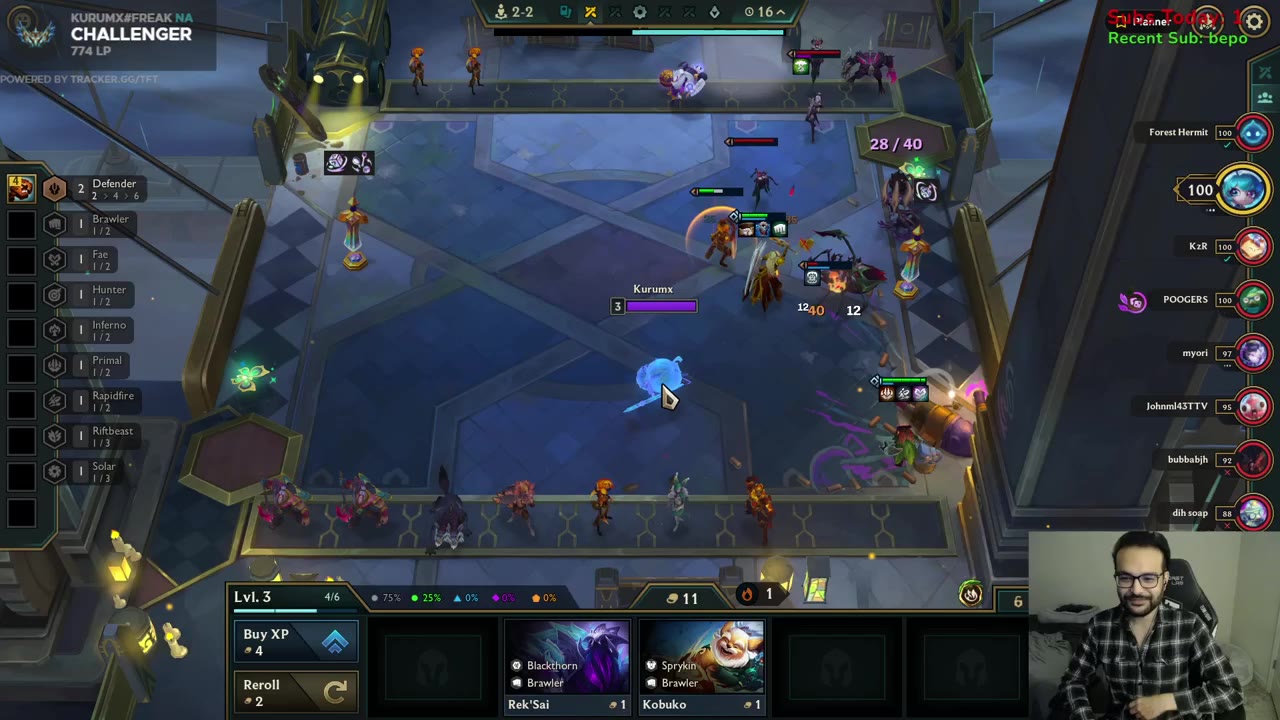 KURUMX#FREAK NA
CHALLENGER
774 LP
POWERED BY TRACKER.GG/TFT
2-2
16
Subs Today: 1
Planner
Recent Sub: bepo
28 / 40
2 Defender
2 > 4 > 6
1 Brawler
1 / 2
1 Fae
1 / 2
1 Hunter
1 / 2
1 Inferno
1 / 2
1 Primal
1 / 2
1 Rapidfire
1 / 2
1 Riftbeast
1 / 3
1 Solar
1 / 3
Kurumx
3
12
40
12
Forest Hermit 100
100
KzR 100
POOGERS 100
myori 97
Johnml43TTV 95
bubbabjh 92
dih soap 88
Lvl. 3
4/6
75%
25%
0%
0%
0%
11
1
6
Buy XP
4
Reroll
2
Blackthorn
Brawler
Rek'Sai 1
Sprykin
Brawler
Kobuko 1